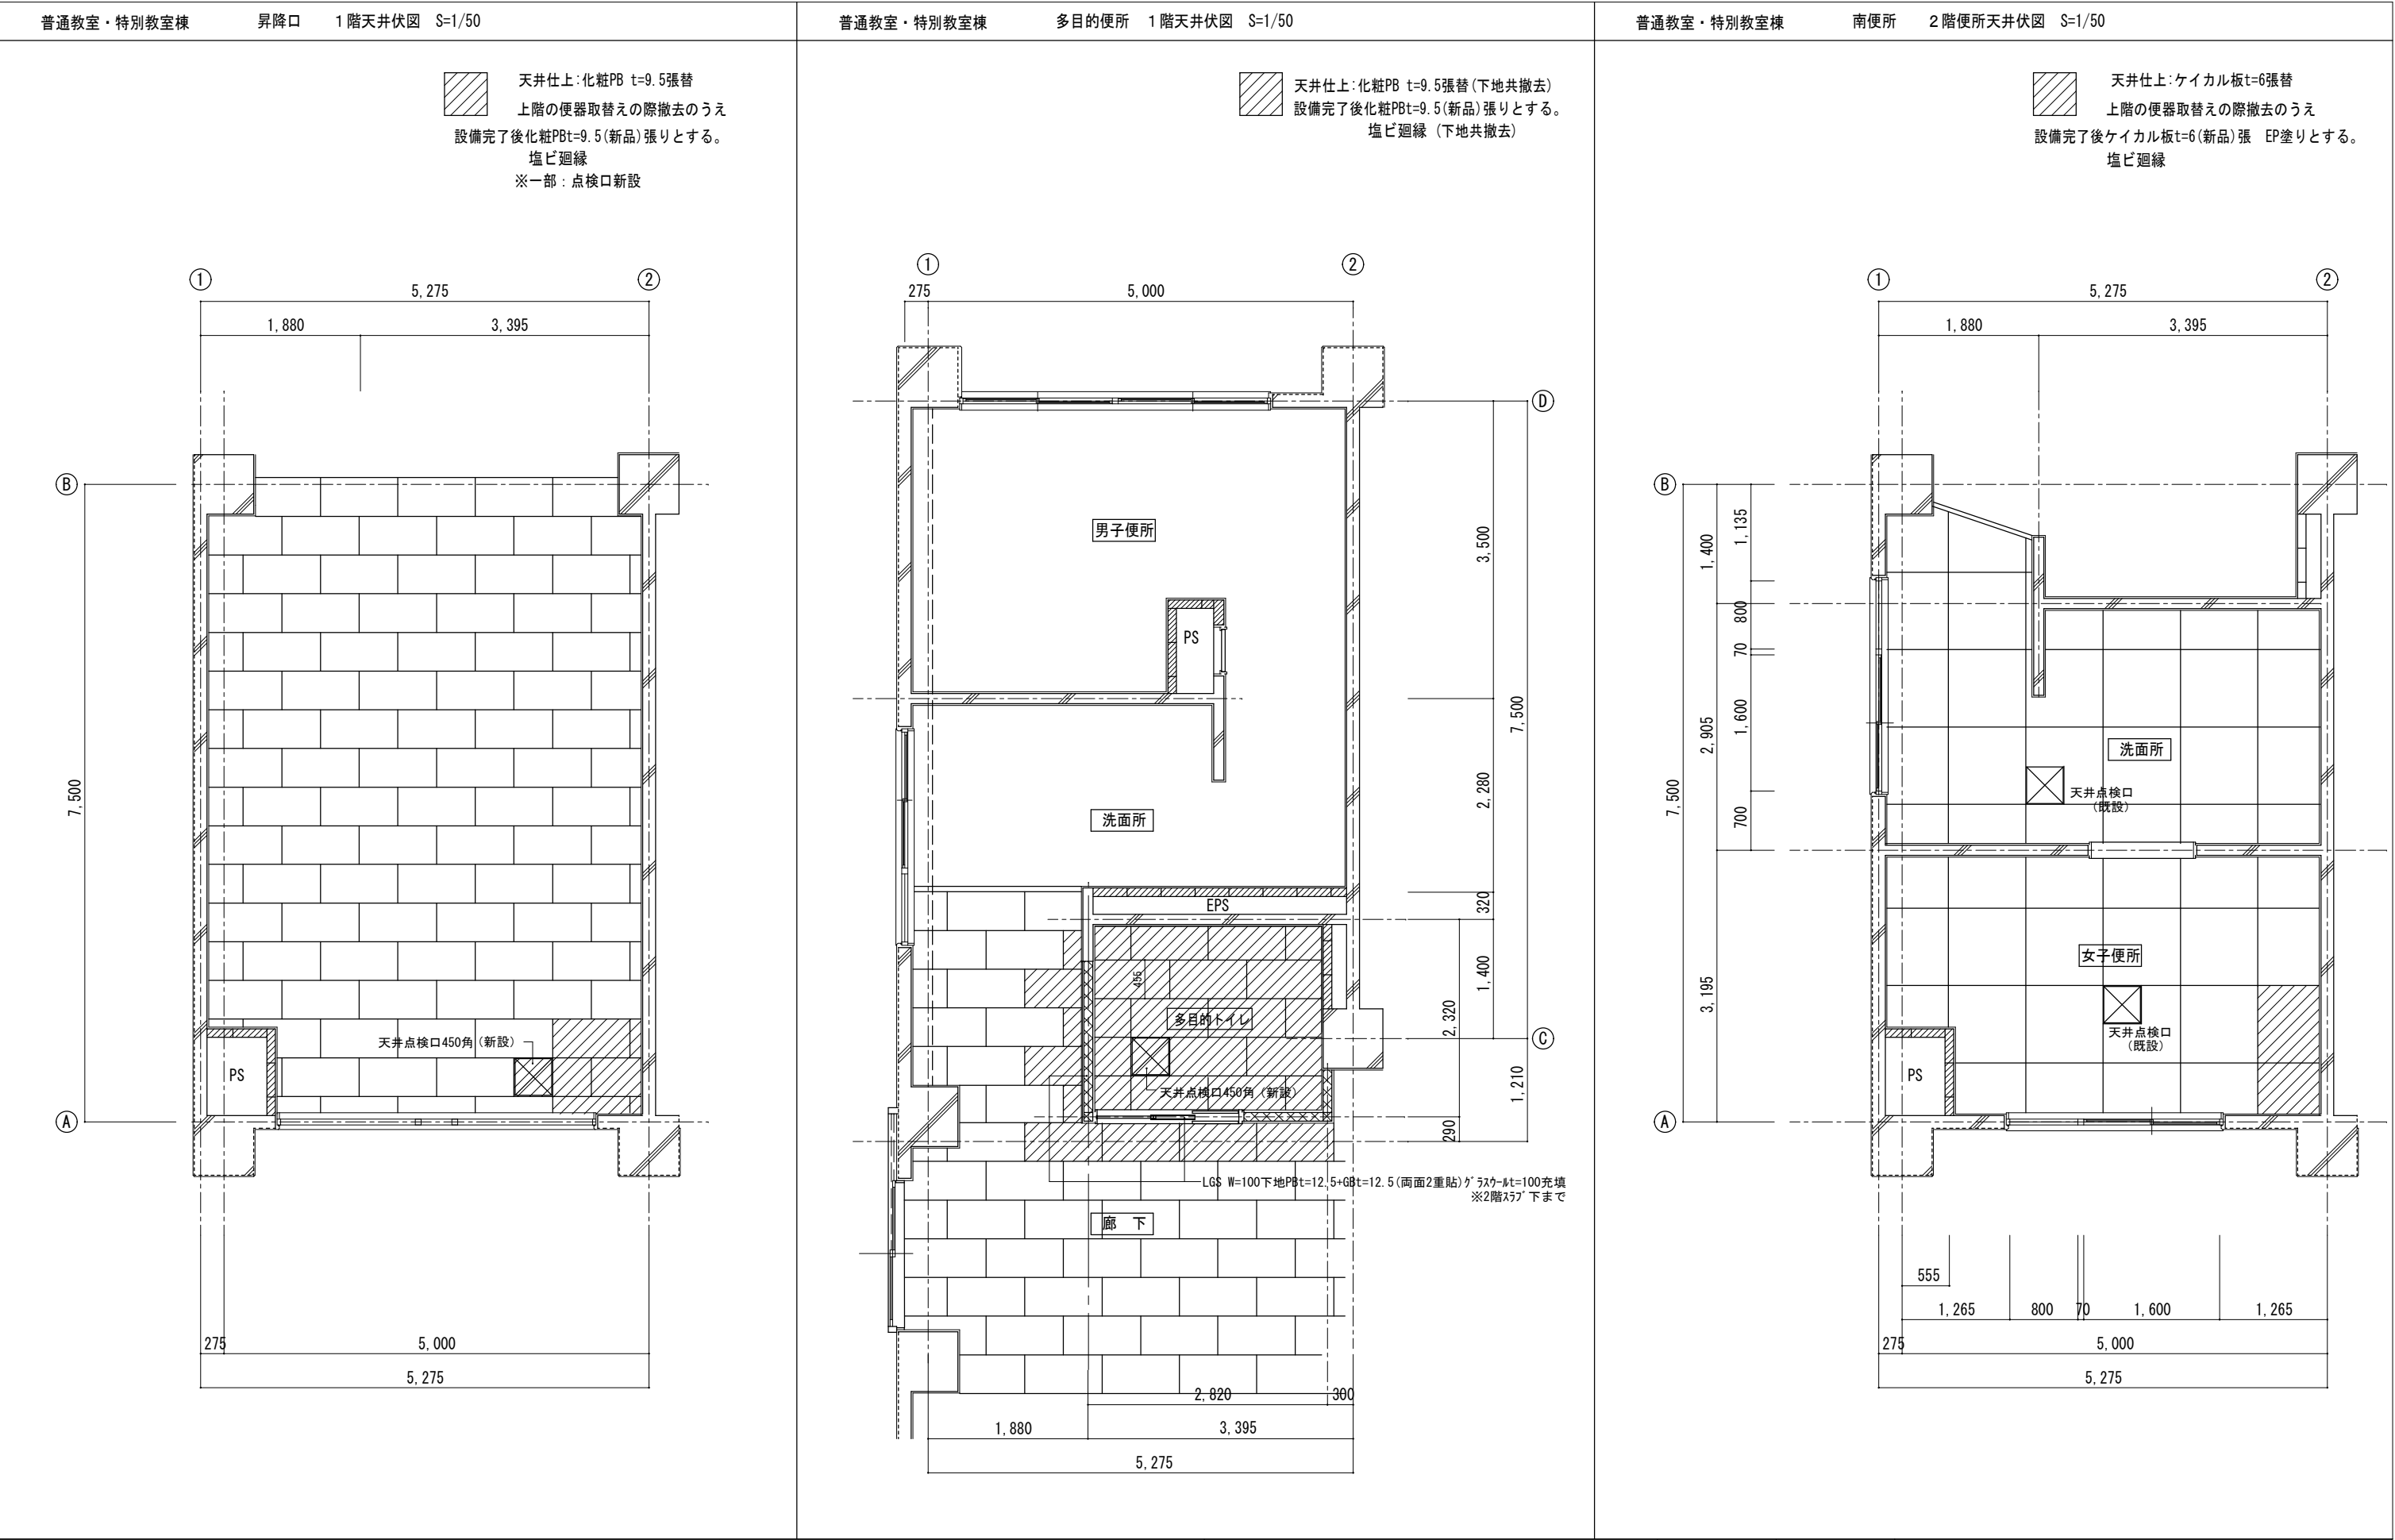 普通教室・特別教室棟 昇降口 1階天井伏図 S=1/50
天井仕上:化粧PB t=9.5張替
上階の便器取替えの際撤去のうえ
設備完了後化粧PBt=9.5(新品)張りとする。
塩ビ廻縁
※一部：点検口新設
① ②
5,275
1,880 3,395
Ⓑ
7,500
天井点検口450角(新設)
PS
Ⓐ
275 5,000
5,275
普通教室・特別教室棟 多目的便所 1階天井伏図 S=1/50
天井仕上:化粧PB t=9.5張替(下地共撤去)
設備完了後化粧PBt=9.5(新品)張りとする。
塩ビ廻縁 (下地共撤去)
① ②
275 5,000
Ⓓ
男子便所
3,500
PS
7,500
洗面所
2,280
EPS
320
455
1,400
2,320
多目的トイレ
Ⓒ
天井点検口450角(新設)
1,210
290
LGS W=100下地PBt=12.5+GBt=12.5(両面2重貼)グラスウールt=100充填
※2階スラブ下まで
廊 下
2,820 300
1,880 3,395
5,275
普通教室・特別教室棟 南便所 2階便所天井伏図 S=1/50
天井仕上:ケイカル板t=6張替
上階の便器取替えの際撤去のうえ
設備完了後ケイカル板t=6(新品)張 EP塗りとする。
塩ビ廻縁
① ②
5,275
1,880 3,395
Ⓑ
1,135
1,400
800
70
1,600
2,905
洗面所
天井点検口
(既設)
7,500
700
女子便所
3,195
天井点検口
(既設)
PS
Ⓐ
555
1,265 800 70 1,600 1,265
275 5,000
5,275